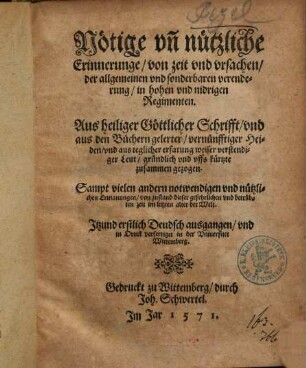 Pezel
Nötige vn̄ nützliche
Erinnerunge/ von zeit vnd vrsachen/
der allgemeinen vnd sonderbaren verende-
rung/ in hohen vnd nidrigen
Regimenten.
Aus heiliger Göttlicher Schrifft/ vnd
aus den Büchern gelerter/ vernünfftiger Hei-
den/ vnd aus teglicher erfarung weiser verstendi-
ger Leut/ gründlich vnd vffs kürtzte
zusammen gezogen.
Sampt vielen andern notwendigen vnd nützli-
chen Ermanungen/ von zustand dieser geschwinden vnd betrüb-
ten zeit im letzten alter der Welt.
Itzund erstlich Deudsch ausgangen/ vnd
in Druck verfertiget in der Vniuersitet
Wittemberg.
Gedruckt zu Wittemberg/ durch
Joh. Schwertel.
Im Jar 1571.